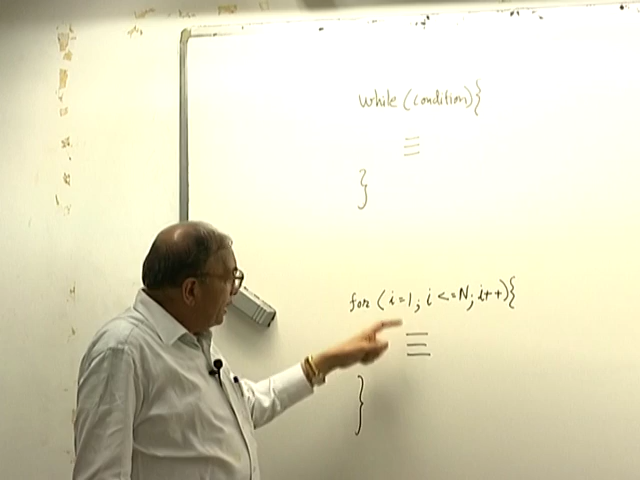 while (condition){
}
for (i=1; i <=N; i++){
}